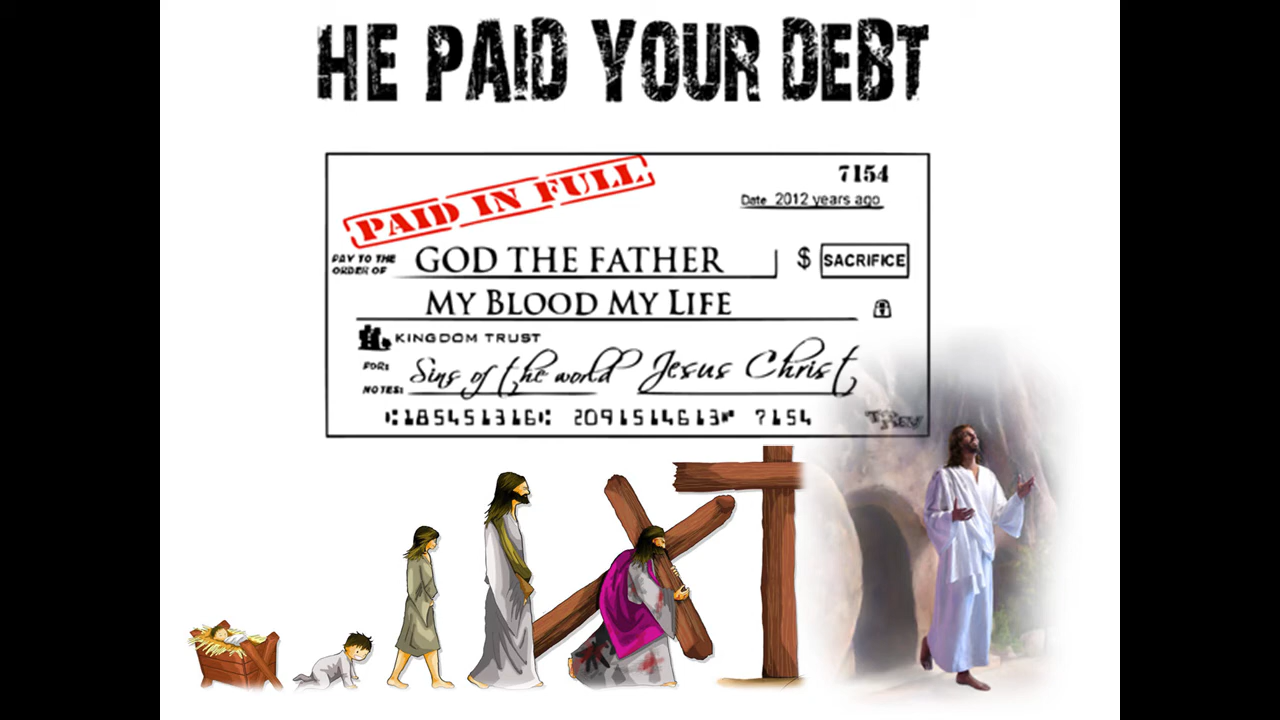 HE PAID YOUR DEBT
7154
PAID IN FULL
Date 2012 years ago
PAY TO THE
ORDER OF
GOD THE FATHER
$ SACRIFICE
MY BLOOD MY LIFE
KINGDOM TRUST
FOR:
NOTES:
Sins of the world
Jesus Christ
⑆185451316⑆ 2091514613⑈ 7154